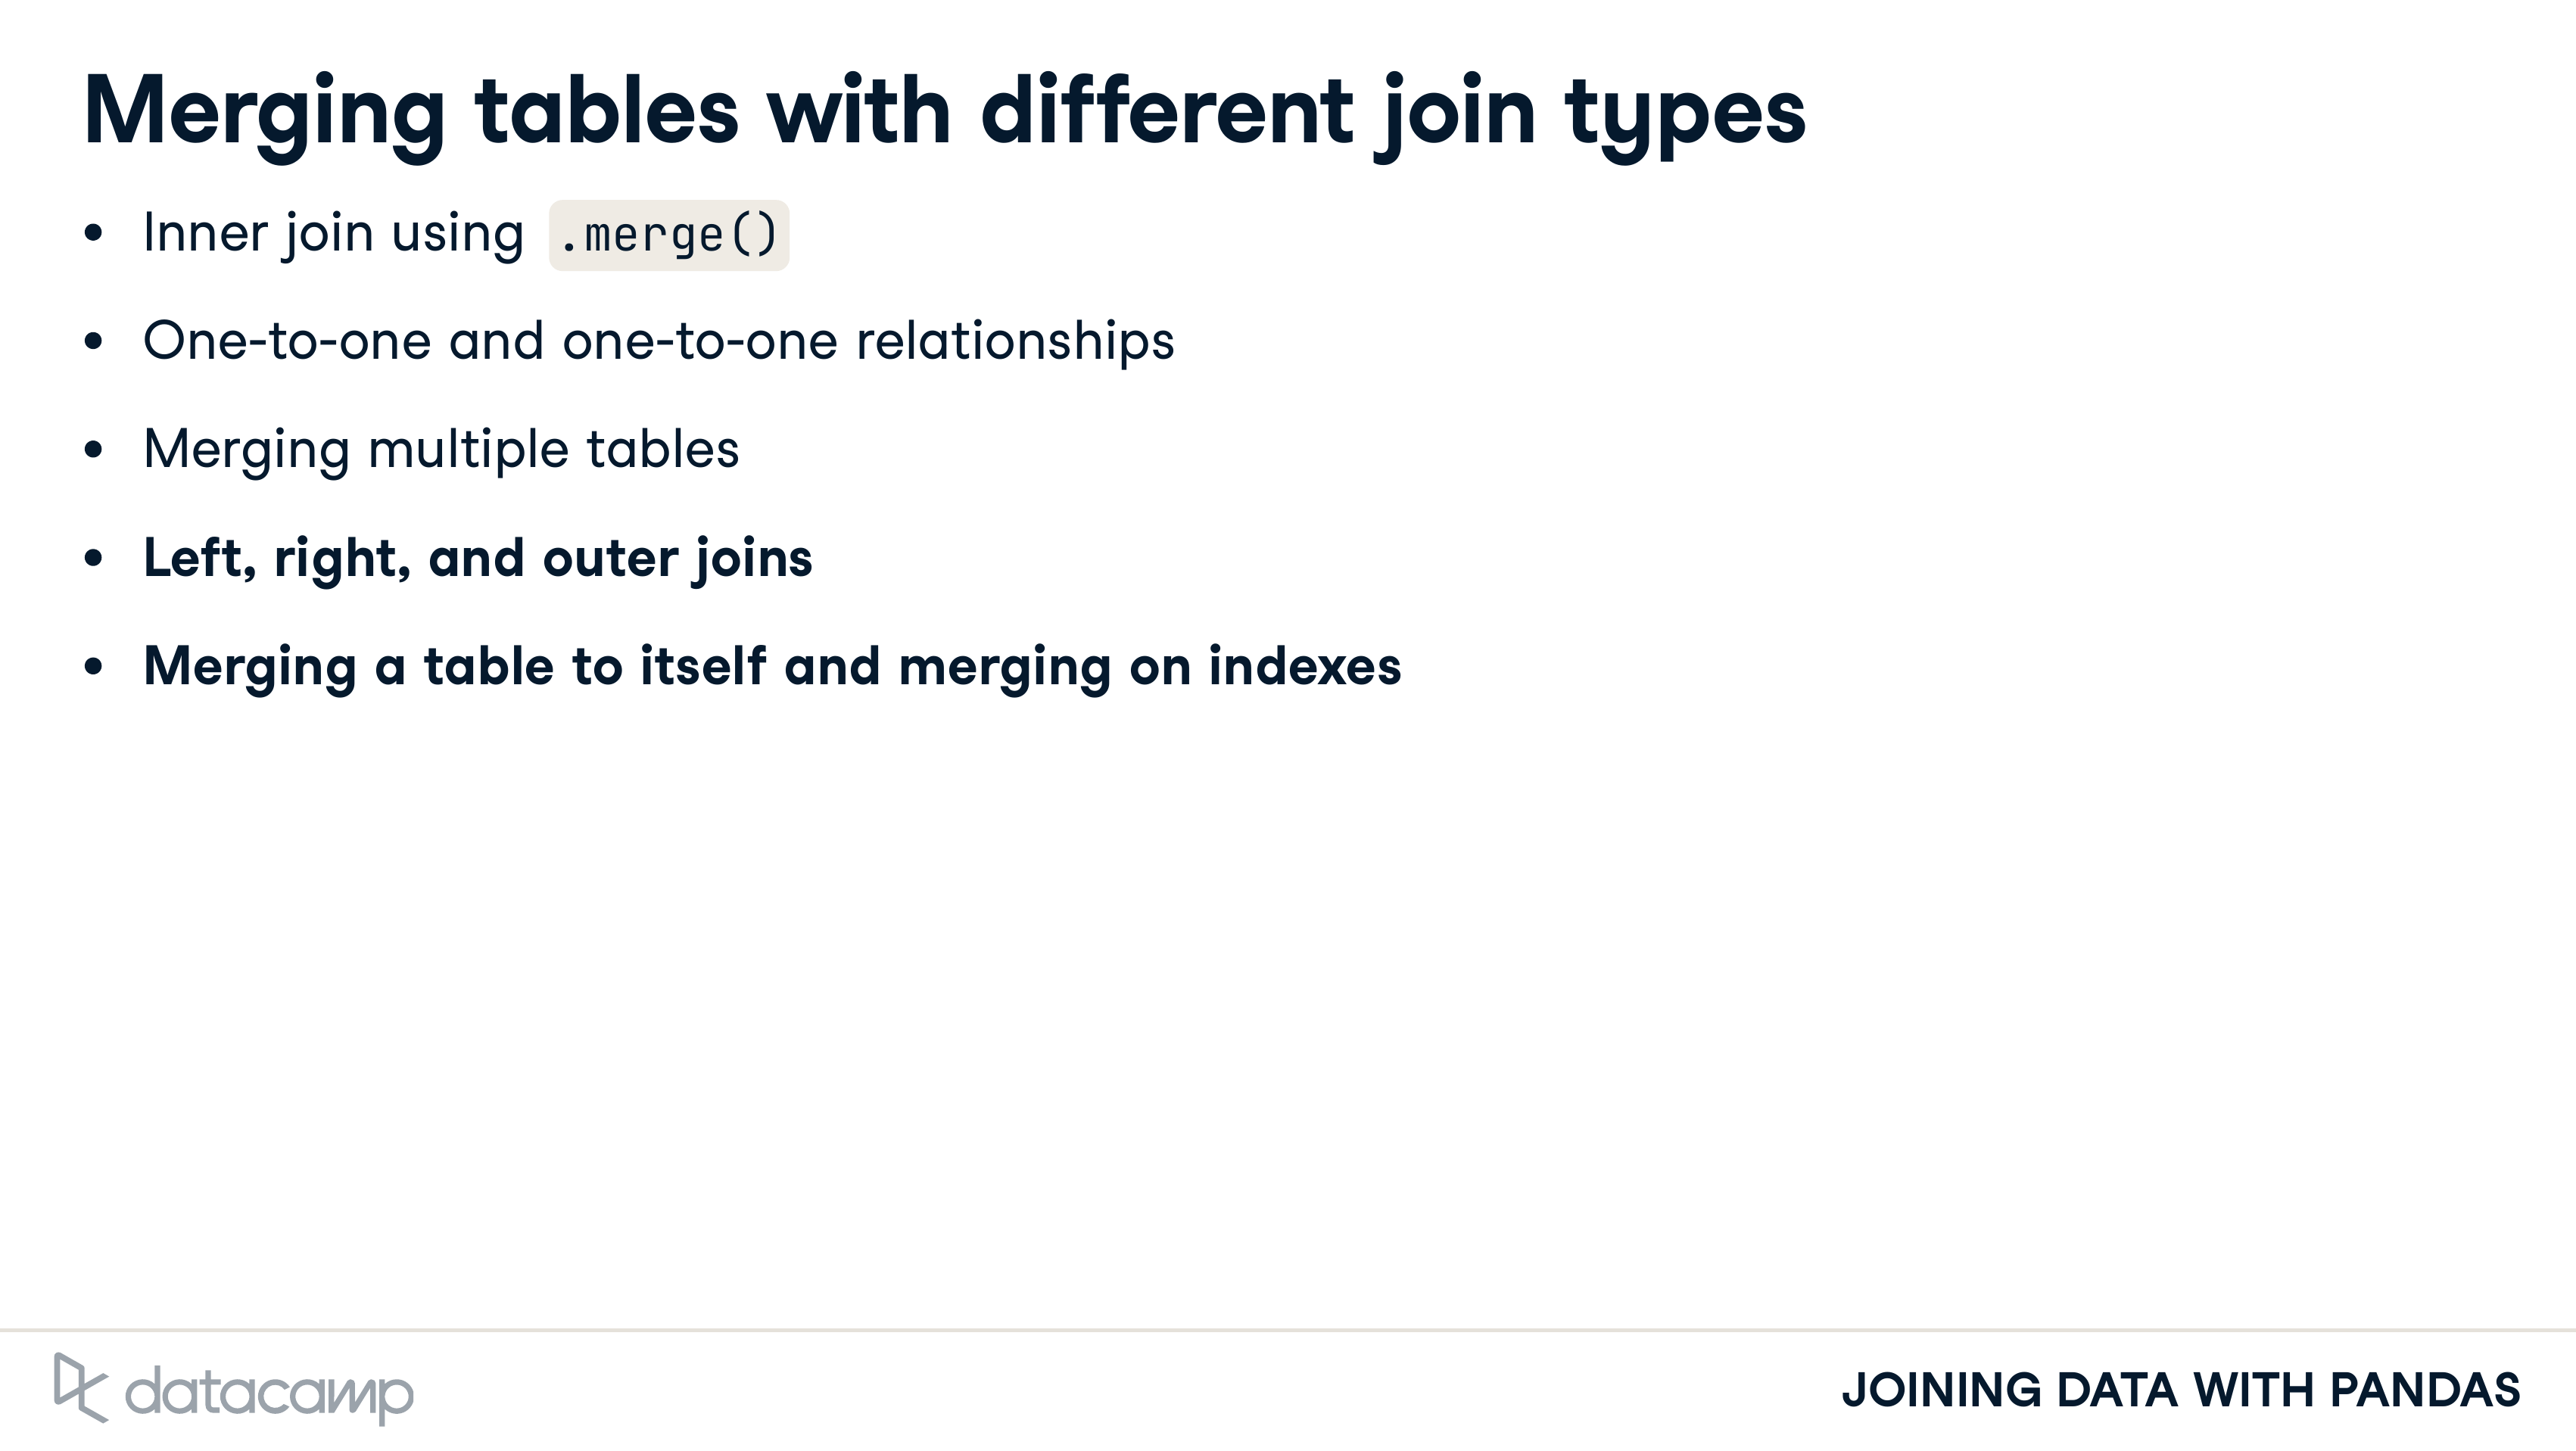 Merging tables with different join types
• Inner join using .merge()
• One-to-one and one-to-one relationships
• Merging multiple tables
• Left, right, and outer joins
• Merging a table to itself and merging on indexes
datacamp
JOINING DATA WITH PANDAS